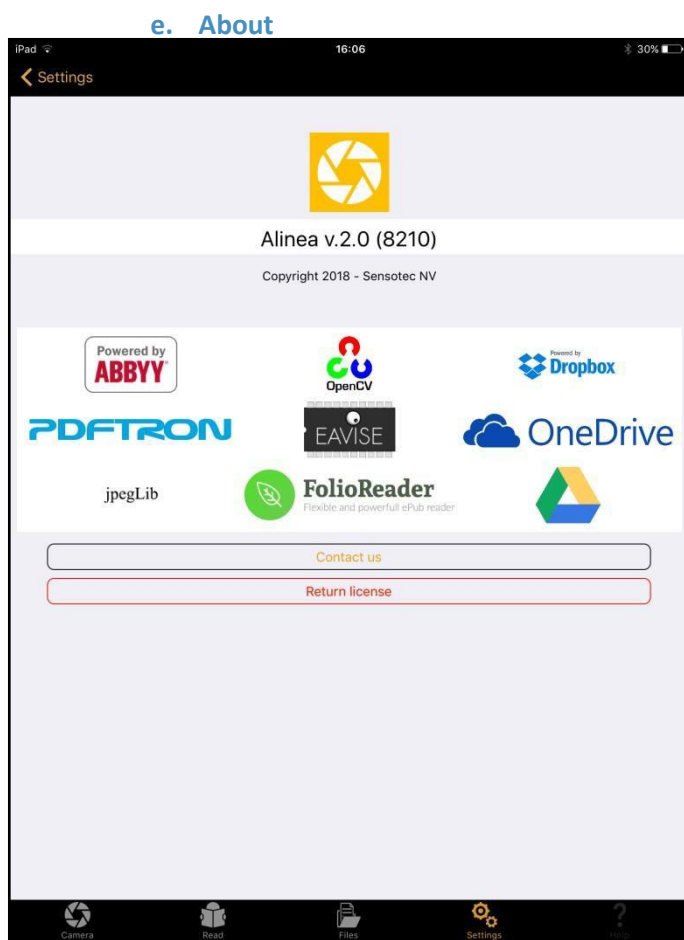 e. About
iPad 16:06 30%
Settings
Alinea v.2.0 (8210)
Copyright 2018 - Sensotec NV
Powered by
ABBYY
OpenCV
Powered by
Dropbox
PDFTRON
EAVISE
OneDrive
jpegLib
FolioReader
Flexible and powerfull ePub reader
Contact us
Return license
Camera Read Files Settings Help